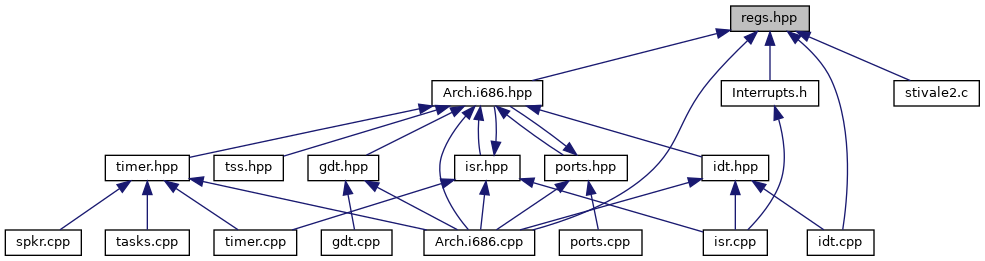 regs.hpp
Arch.i686.hpp
Interrupts.h
stivale2.c
timer.hpp
tss.hpp
gdt.hpp
isr.hpp
ports.hpp
idt.hpp
spkr.cpp
tasks.cpp
timer.cpp
gdt.cpp
Arch.i686.cpp
ports.cpp
isr.cpp
idt.cpp